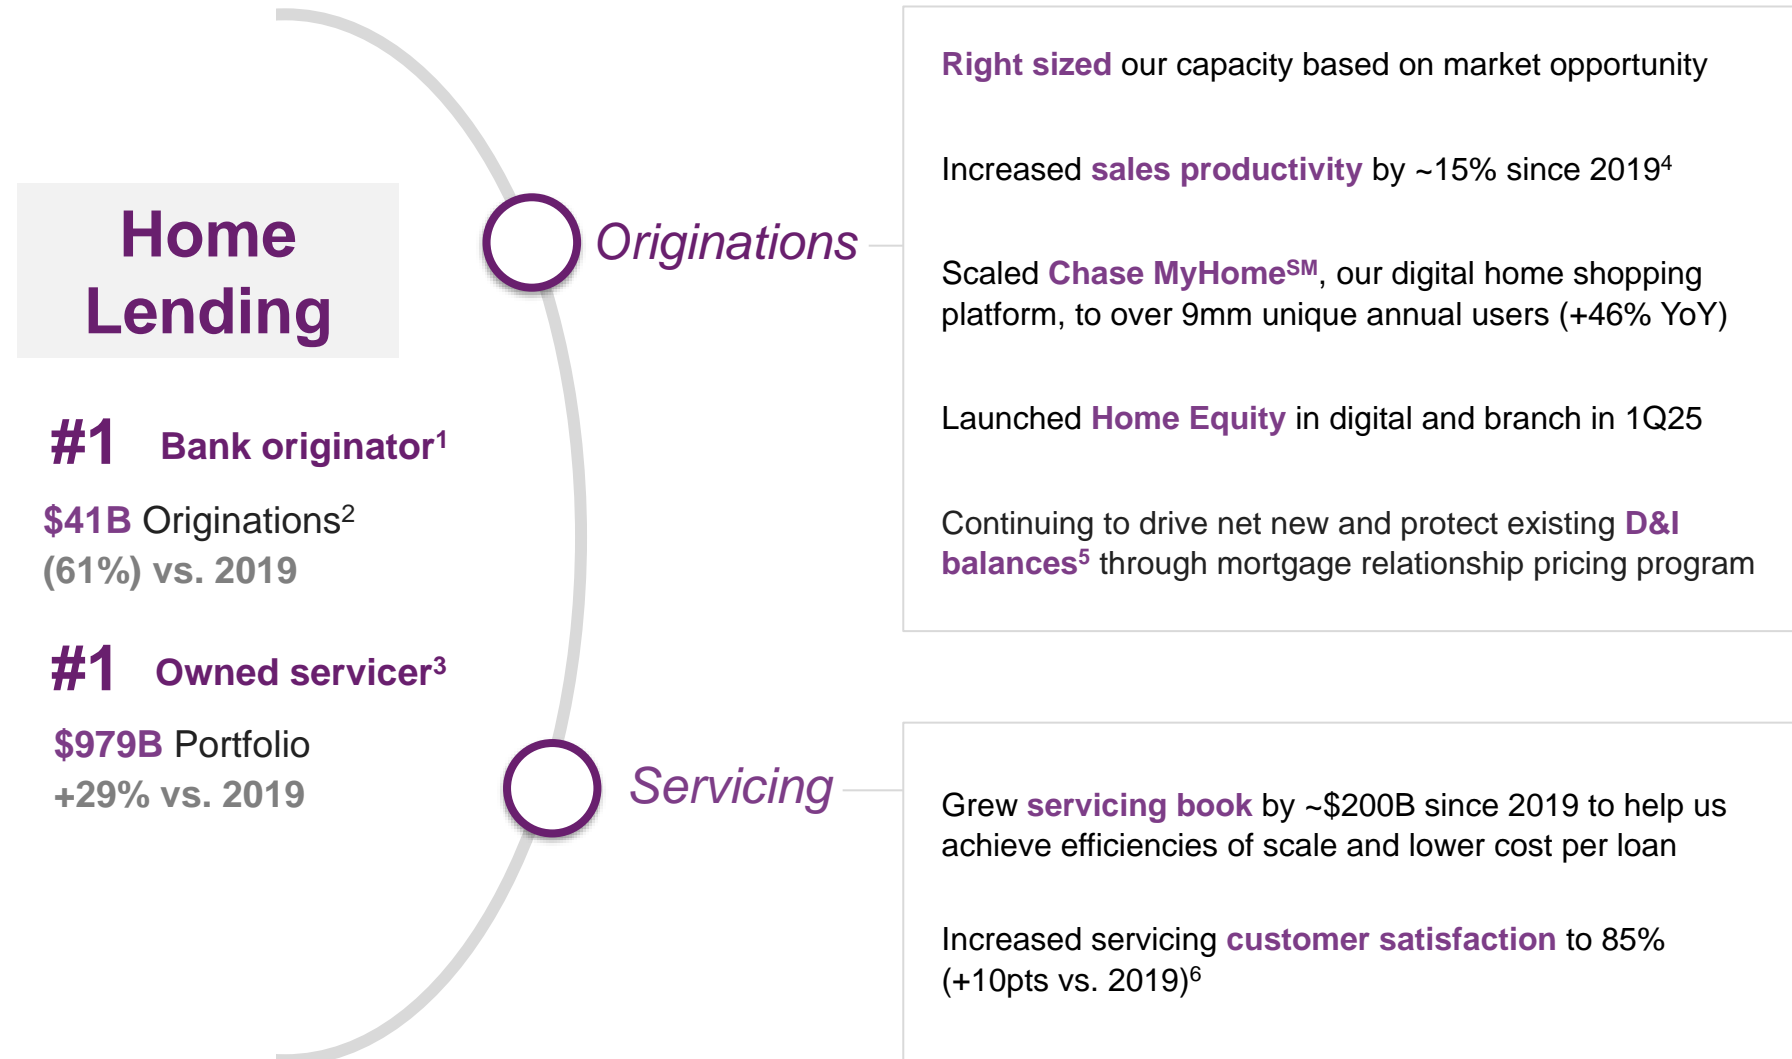 Home
Lending
#1 Bank originator1
$41B Originations2
(61%) vs. 2019
#1 Owned servicer3
$979B Portfolio
+29% vs. 2019
Originations
Right sized our capacity based on market opportunity
Increased sales productivity by ~15% since 20194
Scaled Chase MyHomeSM, our digital home shopping
platform, to over 9mm unique annual users (+46% YoY)
Launched Home Equity in digital and branch in 1Q25
Continuing to drive net new and protect existing D&I
balances5 through mortgage relationship pricing program
Servicing
Grew servicing book by ~$200B since 2019 to help us
achieve efficiencies of scale and lower cost per loan
Increased servicing customer satisfaction to 85%
(+10pts vs. 2019)6